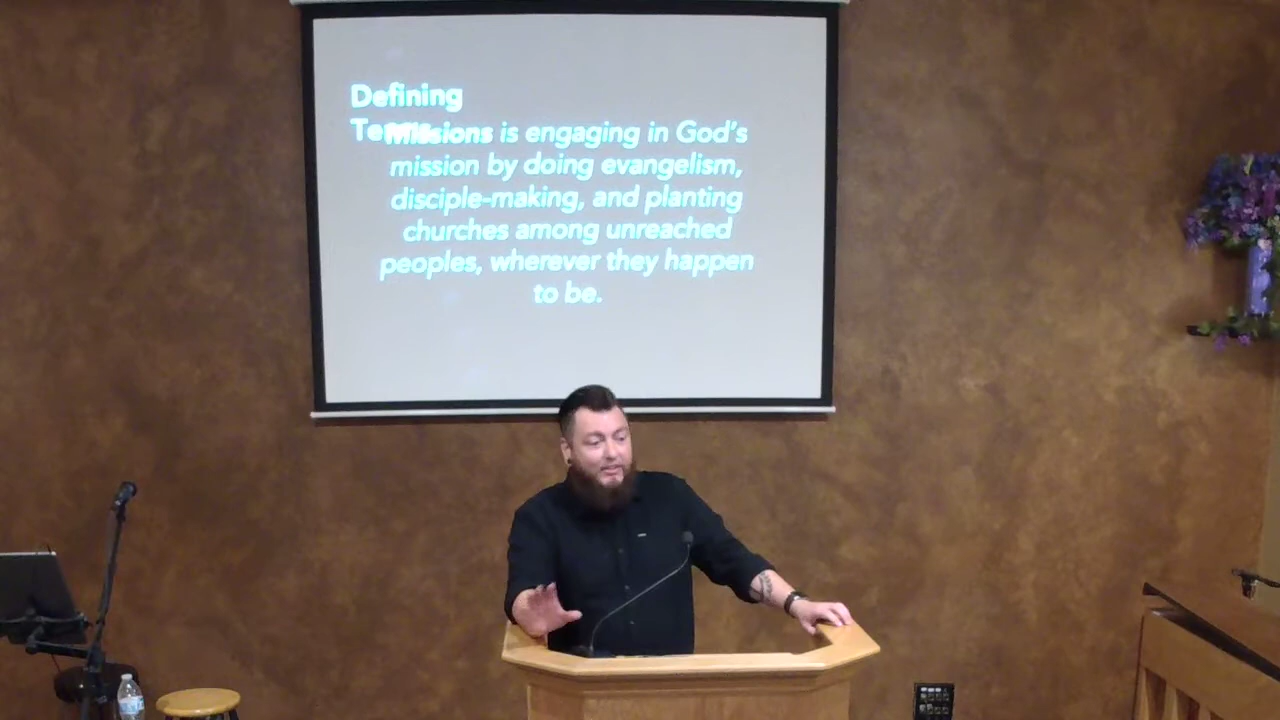 Defining
Missions is engaging in God's
mission by doing evangelism,
disciple-making, and planting
churches among unreached
peoples, wherever they happen
to be.